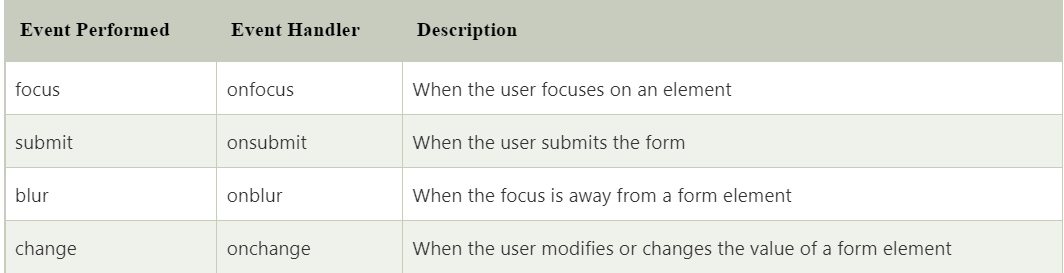 Event Performed Event Handler Description
focus onfocus When the user focuses on an element
submit onsubmit When the user submits the form
blur onblur When the focus is away from a form element
change onchange When the user modifies or changes the value of a form element